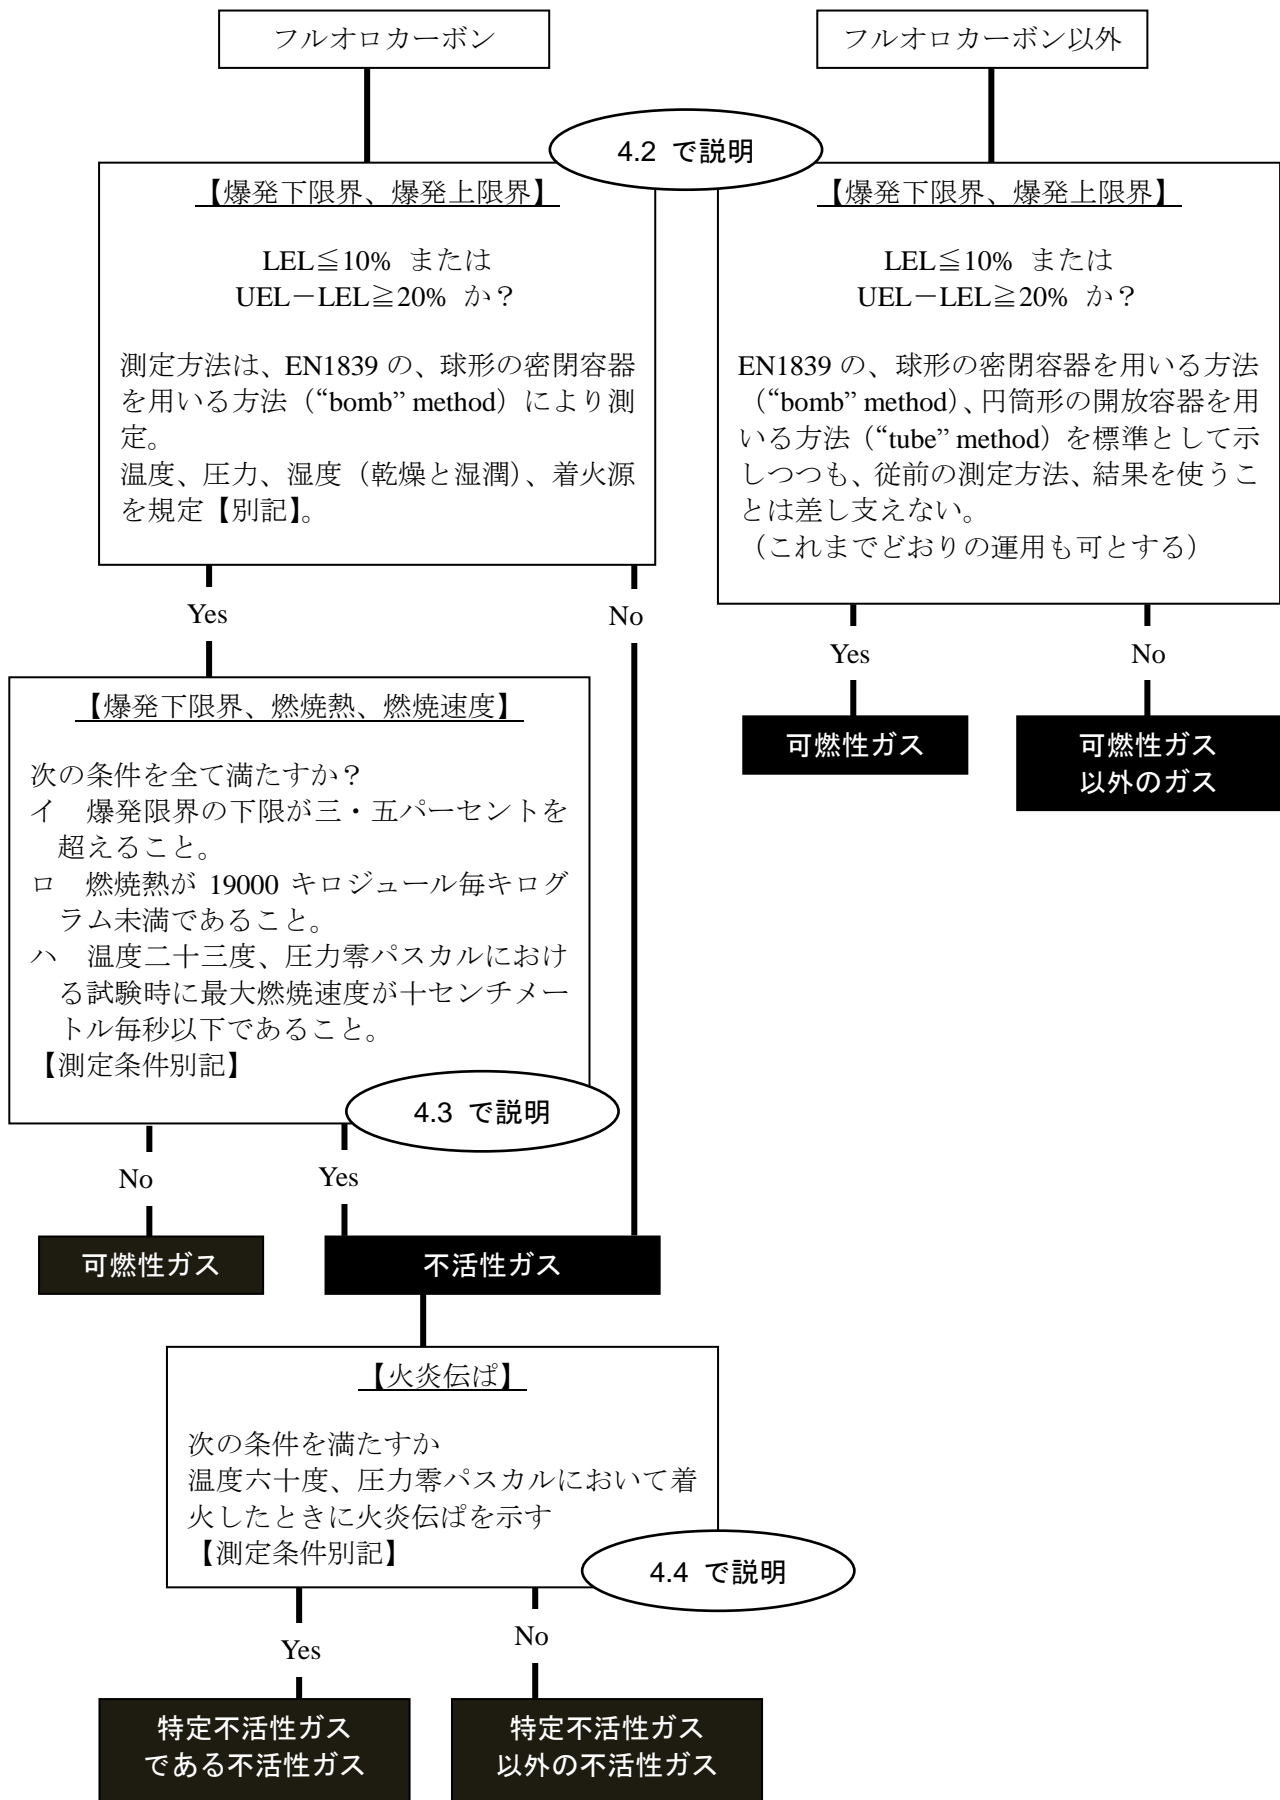 フルオロカーボン
フルオロカーボン以外
4.2 で説明
【爆発下限界、爆発上限界】
LEL≦10% または
UEL－LEL≧20% か？
測定方法は、EN1839 の、球形の密閉容器
を用いる方法（“bomb” method）により測
定。
温度、圧力、湿度（乾燥と湿潤）、着火源
を規定【別記】。
【爆発下限界、爆発上限界】
LEL≦10% または
UEL－LEL≧20% か？
EN1839 の、球形の密閉容器を用いる方法
（“bomb” method）、円筒形の開放容器を用
いる方法（“tube” method）を標準として示
しつつも、従前の測定方法、結果を使うこ
とは差し支えない。
（これまでどおりの運用も可とする）
Yes
No
Yes
No
可燃性ガス
可燃性ガス
以外のガス
【爆発下限界、燃焼熱、燃焼速度】
次の条件を全て満たすか？
イ 爆発限界の下限が三・五パーセントを
超えること。
ロ 燃焼熱が 19000 キロジュール毎キログ
ラム未満であること。
ハ 温度二十三度、圧力零パスカルにおけ
る試験時に最大燃焼速度が十センチメー
トル毎秒以下であること。
【測定条件別記】
4.3 で説明
No
Yes
可燃性ガス
不活性ガス
【火炎伝ぱ】
次の条件を満たすか
温度六十度、圧力零パスカルにおいて着
火したときに火炎伝ぱを示す
【測定条件別記】
4.4 で説明
Yes
No
特定不活性ガス
である不活性ガス
特定不活性ガス
以外の不活性ガス